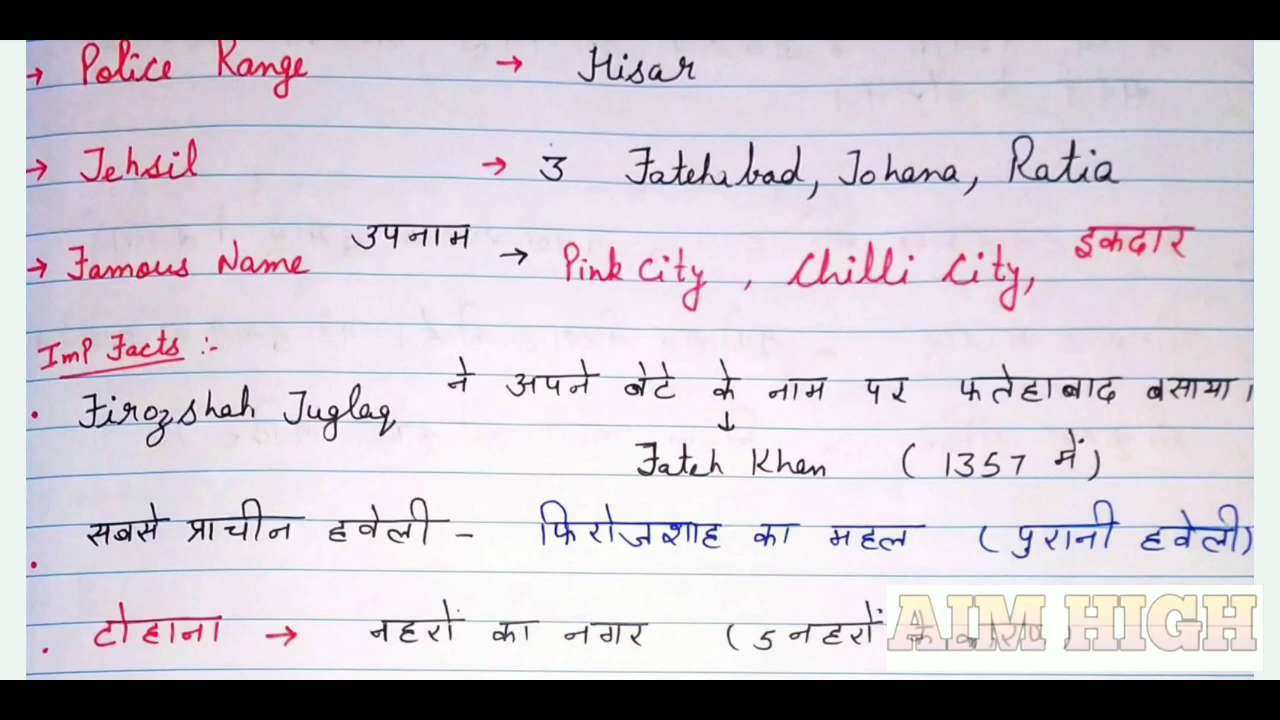 → Police Range → Hisar
→ Tehsil → 3 Fatehabad, Tohana, Ratia
→ Famous Name उपनाम → Pink City, Chilli City, इकदार
Imp Facts :-
• Firozshah Tuglaq ने अपने बेटे के नाम पर फतेहाबाद बसाया।
↓
Fateh Khan (1357 में)
• सबसे प्राचीन हवेली - फिरोजशाह का महल (पुरानी हवेली)
• टोहाना → नहरों का नगर (5 नहरों के कारण)
AIM HIGH